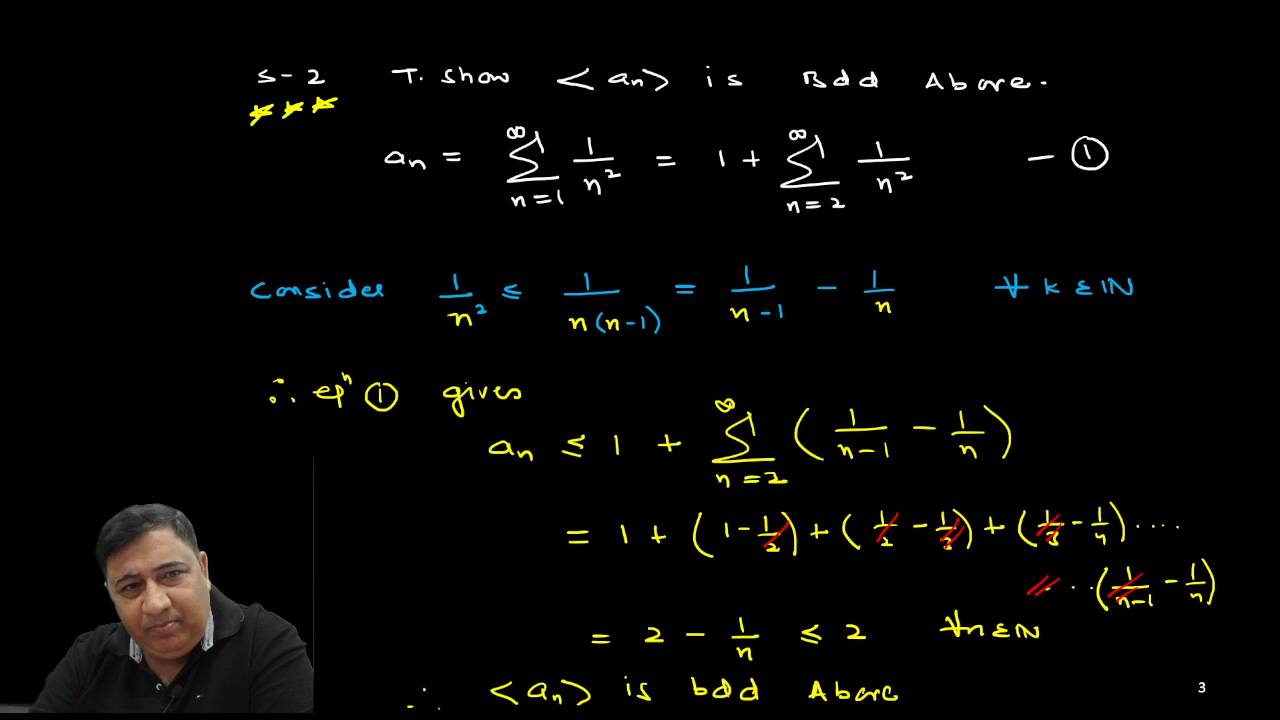 S-2 T. Show <aₙ> is Bdd Above.
★★★
aₙ = ∑_{n=1}^{∞} 1/n² = 1 + ∑_{n=2}^{∞} 1/n² — ①
Consider 1/n² ≤ 1/n(n-1) = 1/(n-1) - 1/n ∀ K ∈ IN
∴ eqⁿ ① gives
aₙ ≤ 1 + ∑_{n=2}^{∞} (1/(n-1) - 1/n)
= 1 + (1 - 1/2) + (1/2 - 1/3) + (1/3 - 1/4) ....
.. (1/(n-1) - 1/n)
= 2 - 1/n ≤ 2 ∀n∈IN
∴ <aₙ> is bdd Above
3